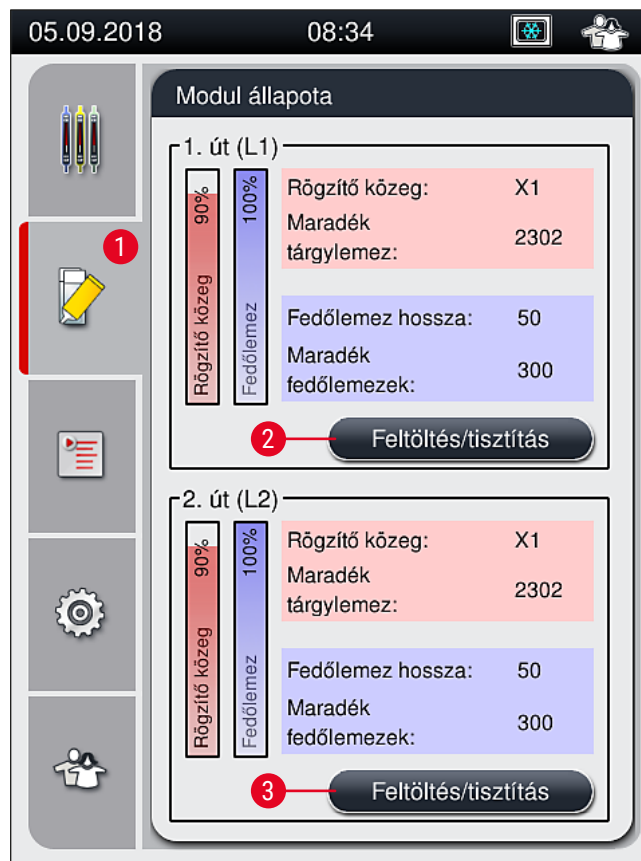 05.09.2018 08:34
Modul állapota
1. út (L1)
90%
Rögzítő közeg
100%
Fedőlemez
Rögzítő közeg: X1
Maradék
tárgylemez: 2302
Fedőlemez hossza: 50
Maradék
fedőlemezek: 300
1
2
Feltöltés/tisztítás
2. út (L2)
90%
Rögzítő közeg
100%
Fedőlemez
Rögzítő közeg: X1
Maradék
tárgylemez: 2302
Fedőlemez hossza: 50
Maradék
fedőlemezek: 300
3
Feltöltés/tisztítás